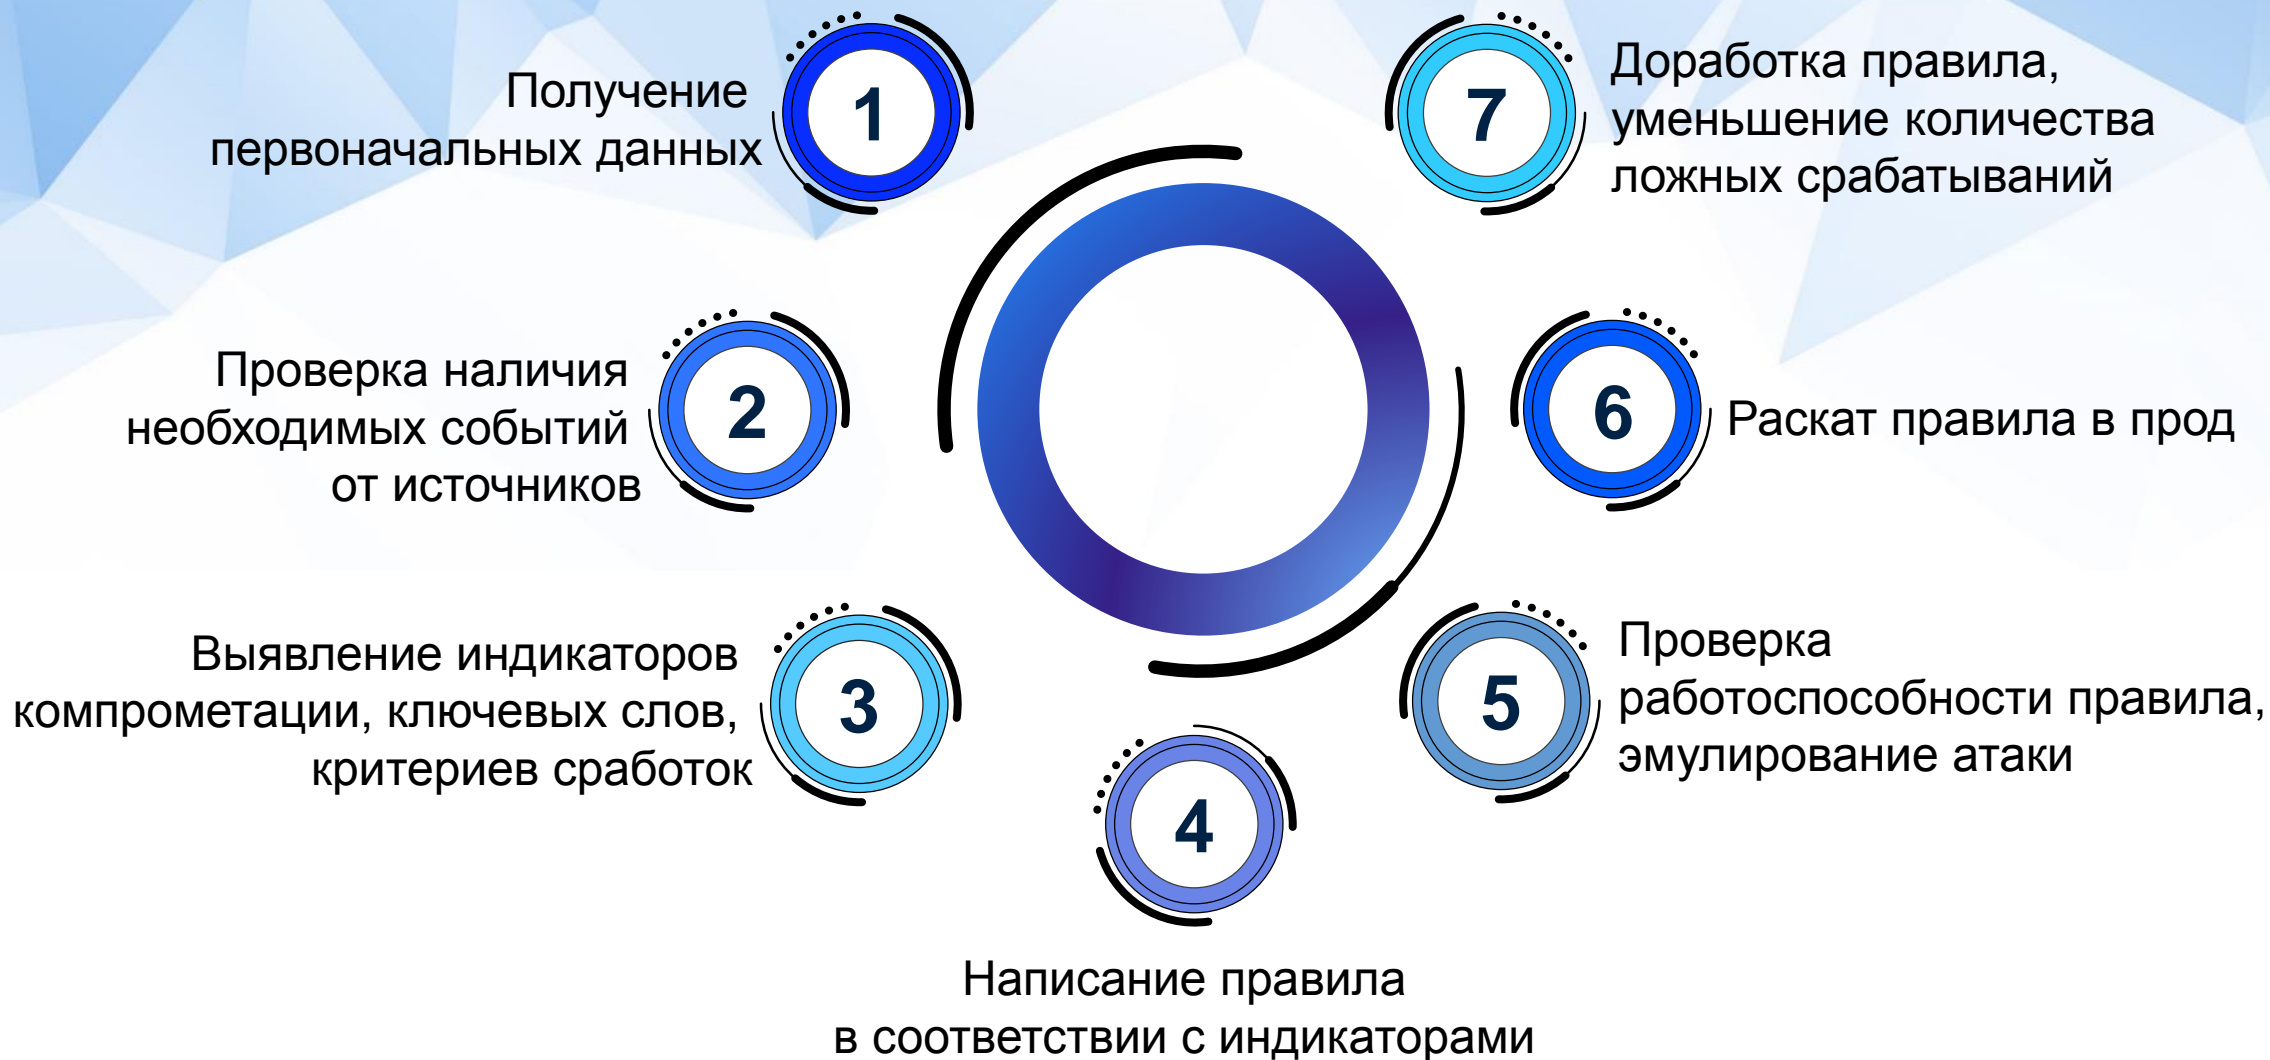 1
Получение
первоначальных данных
2
Проверка наличия
необходимых событий
от источников
3
Выявление индикаторов
компрометации, ключевых слов,
критериев сработок
4
Написание правила
в соответствии с индикаторами
5
Проверка
работоспособности правила,
эмулирование атаки
6
Раскат правила в прод
7
Доработка правила,
уменьшение количества
ложных срабатываний